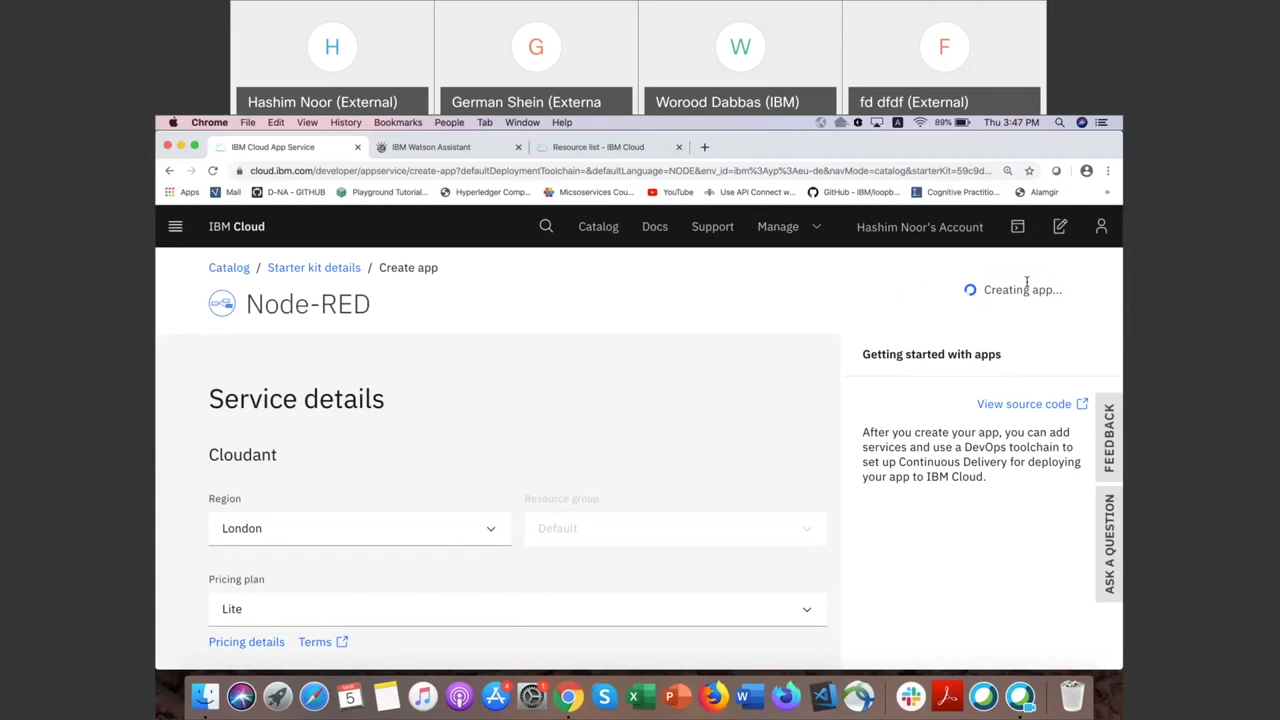 H
G
W
F
Hashim Noor (External)
German Shein (Externa
Worood Dabbas (IBM)
fd dfdf (External)
Chrome File Edit View History Bookmarks People Tab Window Help
A 89% Thu 3:47 PM
IBM Cloud App Service
IBM Watson Assistant
Resource list - IBM Cloud
cloud.ibm.com/developer/appservice/create-app?defaultDeploymentToolchain=&defaultLanguage=NODE&env_id=ibm%3Ayp%3Aeu-de&navMode=catalog&starterKit=59c9d...
Apps
Mail
D-NA - GITHUB
Playground Tutorial...
Hyperledger Comp...
Micsoservices Cou...
YouTube
Use API Connect w...
GitHub - IBM/loopb...
Cognitive Practitio...
Alamgir
»
IBM Cloud
Catalog
Docs
Support
Manage
Hashim Noor's Account
Catalog / Starter kit details / Create app
Node-RED
Creating app...
Service details
Cloudant
Region
London
Resource group
Default
Pricing plan
Lite
Pricing details
Terms
Getting started with apps
View source code
After you create your app, you can add
services and use a DevOps toolchain to
set up Continuous Delivery for deploying
your app to IBM Cloud.
FEEDBACK
ASK A QUESTION
MAR
5
4
1